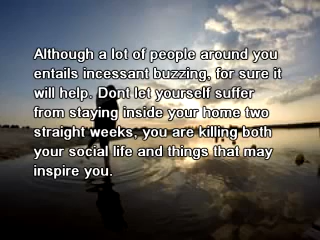 Although a lot of people around you
entails incessant buzzing, for sure it
will help. Dont let yourself suffer
from staying inside your home two
straight weeks, you are killing both
your social life and things that may
inspire you.